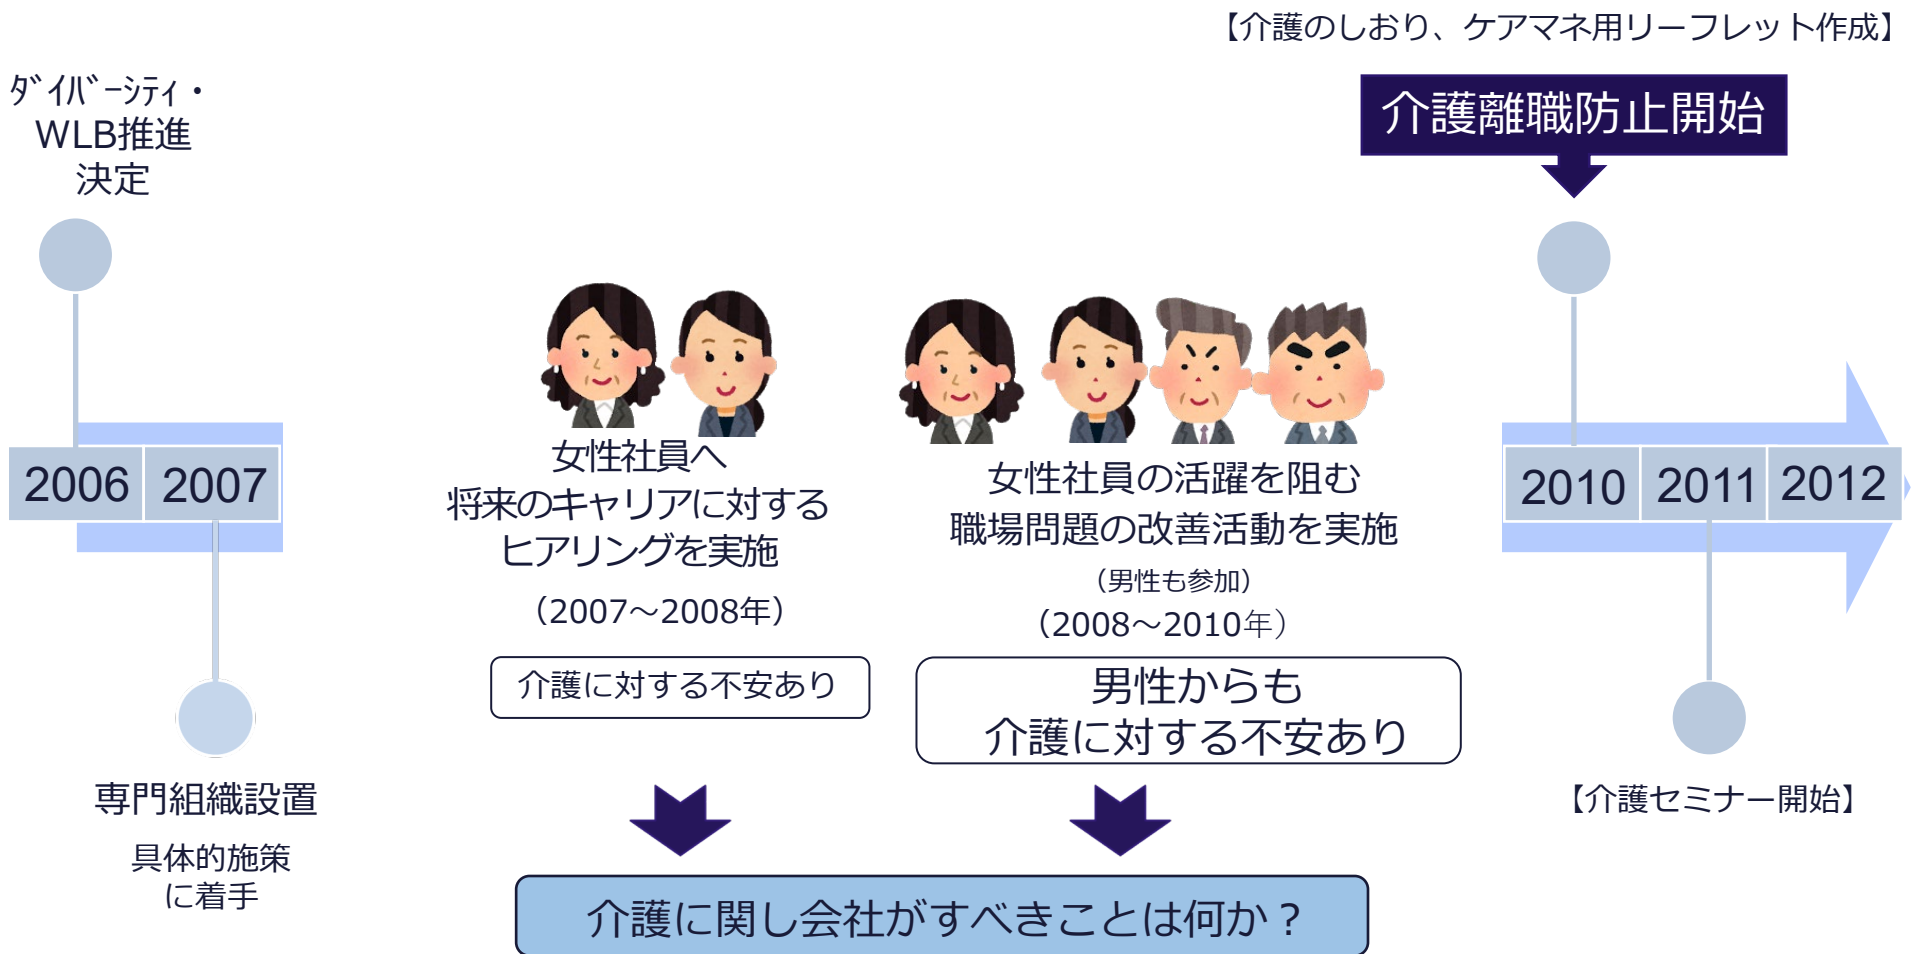 【介護のしおり、ケアマネ用リーフレット作成】
ﾀﾞｲﾊﾞｰｼﾃｨ・
WLB推進
決定
介護離職防止開始
2006
2007
女性社員へ
将来のキャリアに対する
ヒアリングを実施
（2007～2008年）
介護に対する不安あり
女性社員の活躍を阻む
職場問題の改善活動を実施
（男性も参加）
（2008～2010年）
男性からも
介護に対する不安あり
2010
2011
2012
専門組織設置
具体的施策
に着手
【介護セミナー開始】
介護に関し会社がすべきことは何か？